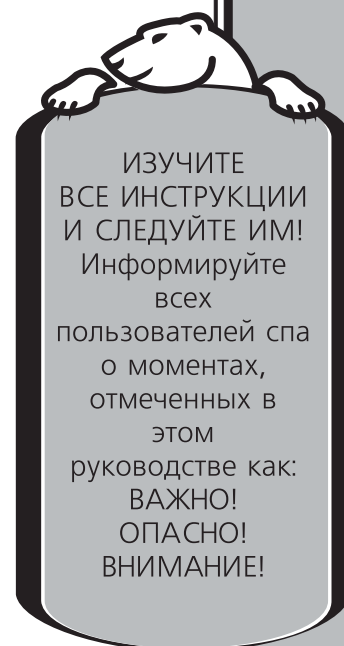 ИЗУЧИТЕ
ВСЕ ИНСТРУКЦИИ
И СЛЕДУЙТЕ ИМ!
Информируйте
всех
пользователей спа
о моментах,
отмеченных в
этом
руководстве как:
ВАЖНО!
ОПАСНО!
ВНИМАНИЕ!